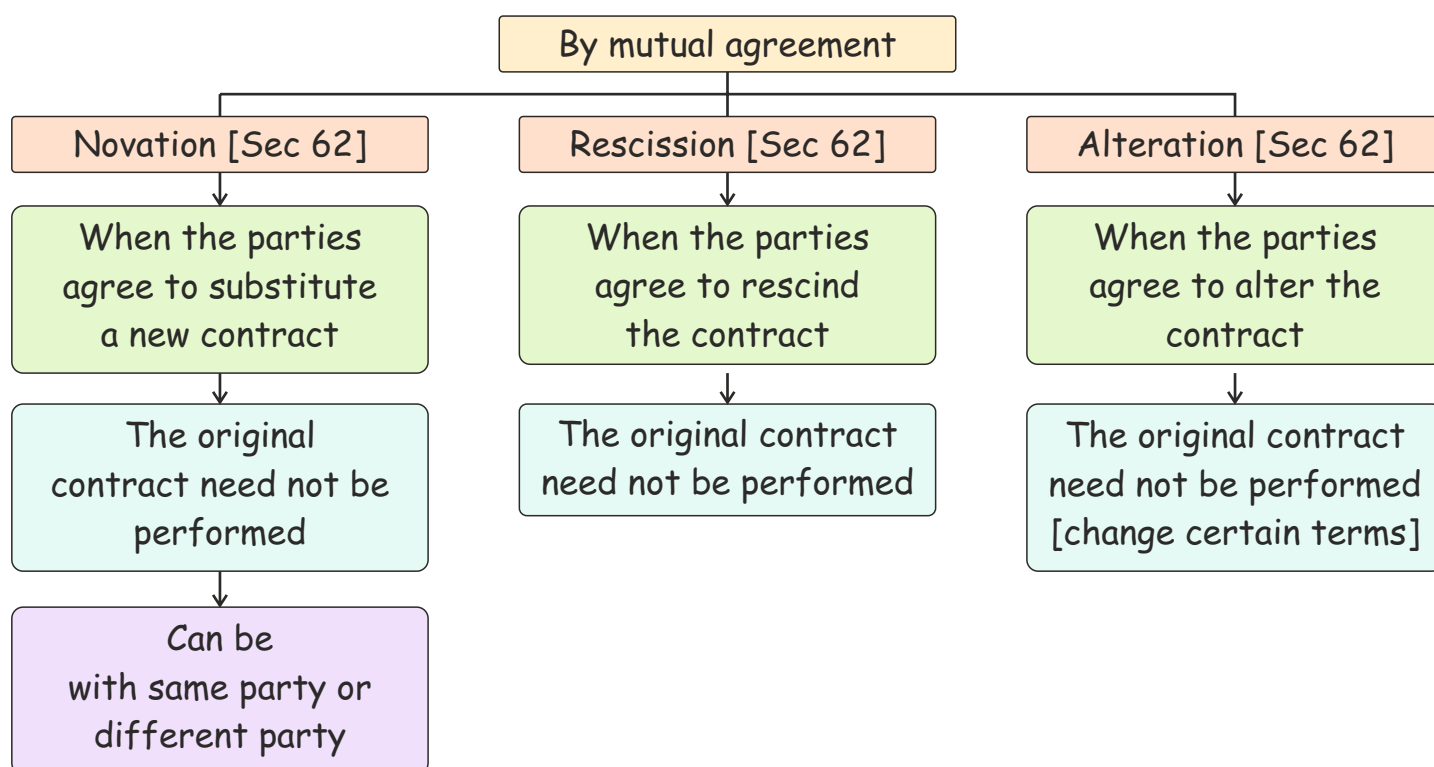 By mutual agreement
Novation [Sec 62]
When the parties
agree to substitute
a new contract
The original
contract need not be
performed
Can be
with same party or
different party
Rescission [Sec 62]
When the parties
agree to rescind
the contract
The original contract
need not be performed
Alteration [Sec 62]
When the parties
agree to alter the
contract
The original contract
need not be performed
[change certain terms]